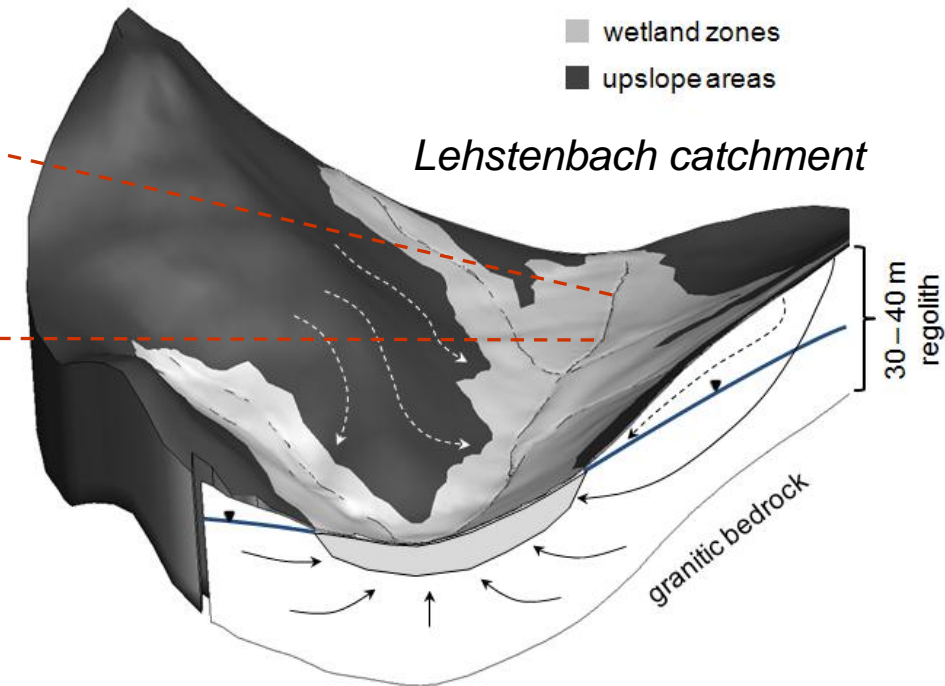 wetland zones
upslope areas
Lehstenbach catchment
30–40 m
regolith
granitic bedrock